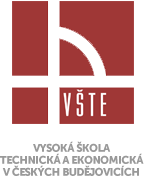 VŠTE
VYSOKÁ ŠKOLA
TECHNICKÁ A EKONOMICKÁ
V ČESKÝCH BUDĚJOVICÍCH